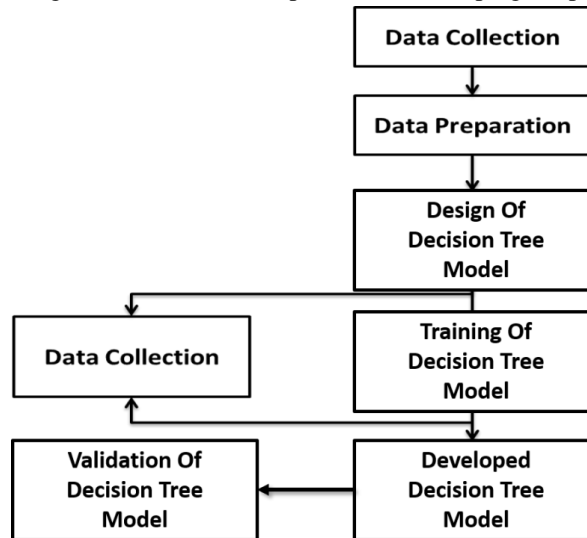 Data Collection
Data Preparation
Design Of
Decision Tree
Model
Data Collection
Training Of
Decision Tree
Model
Validation Of
Decision Tree
Model
Developed
Decision Tree
Model